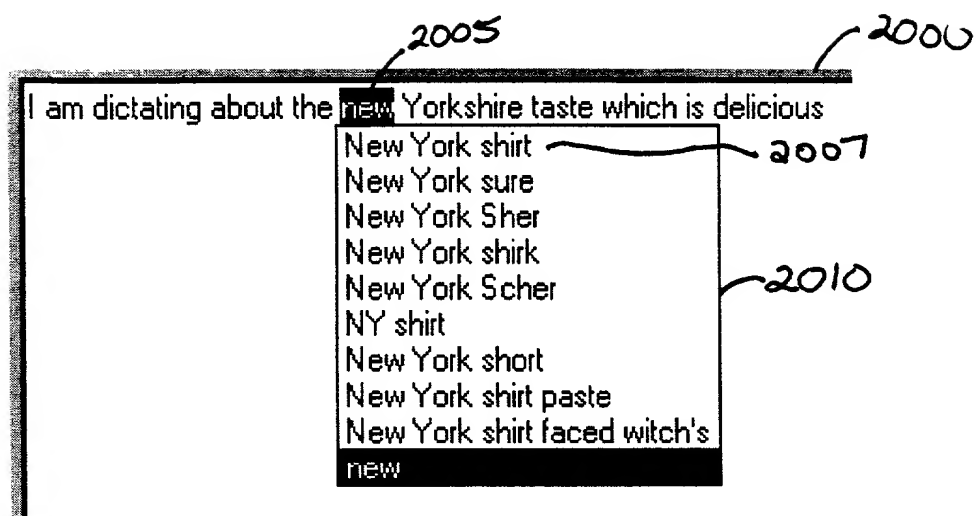 2005
2000
I am dictating about the new Yorkshire taste which is delicious
New York shirt
2007
New York sure
New York Sher
New York shirk
New York Scher
2010
NY shirt
New York short
New York shirt paste
New York shirt faced witch's
new